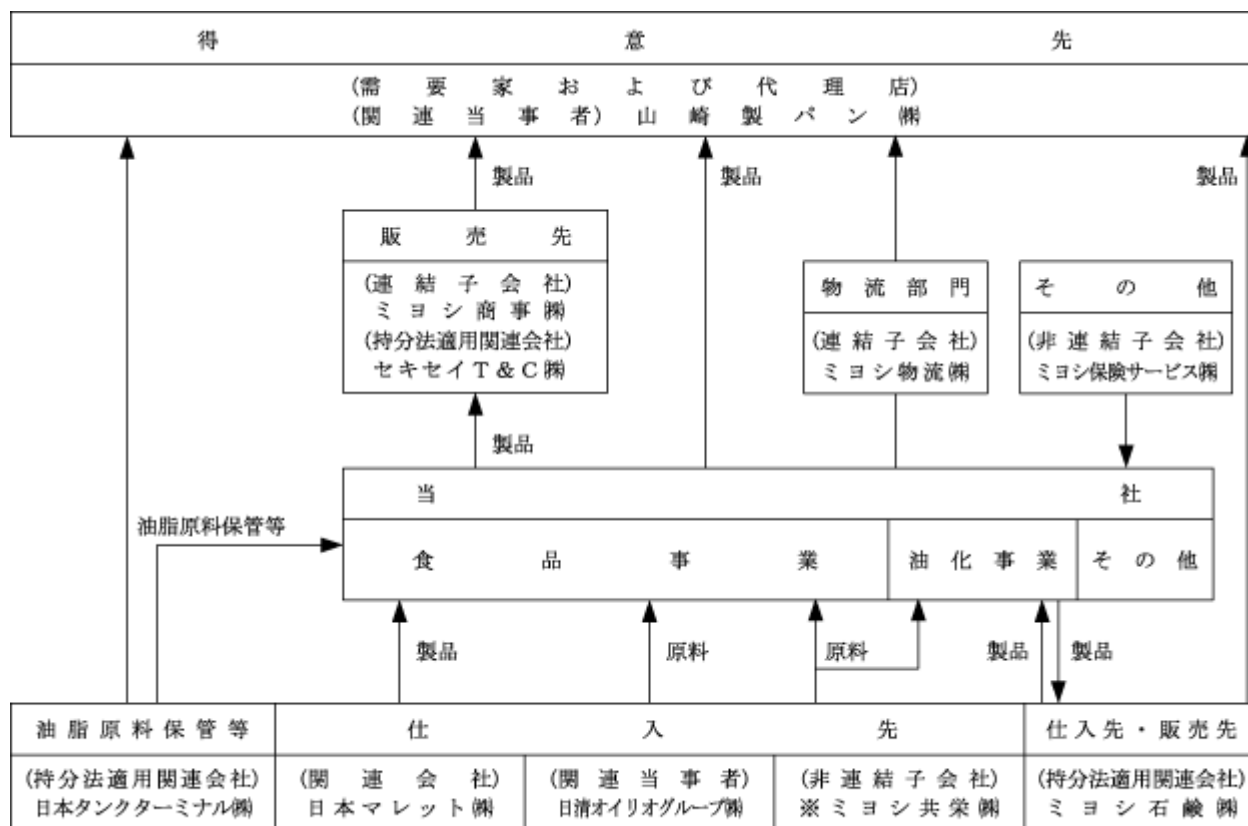 得意先
(需要家および代理店)
(関連当事者)山崎製パン㈱
製品
製品
製品
販売先
(連結子会社)
ミヨシ商事㈱
(持分法適用関連会社)
セキセイT＆C㈱
物流部門
(連結子会社)
ミヨシ物流㈱
その他
(非連結子会社)
ミヨシ保険サービス㈱
製品
当社
油脂原料保管等
食品事業
油化事業
その他
製品
原料
原料
製品
製品
油脂原料保管等
仕入先
仕入先・販売先
(持分法適用関連会社)
日本タンクターミナル㈱
(関連会社)
日本マレット㈱
(関連当事者)
日清オイリオグループ㈱
(非連結子会社)
※ミヨシ共栄㈱
(持分法適用関連会社)
ミヨシ石鹸㈱